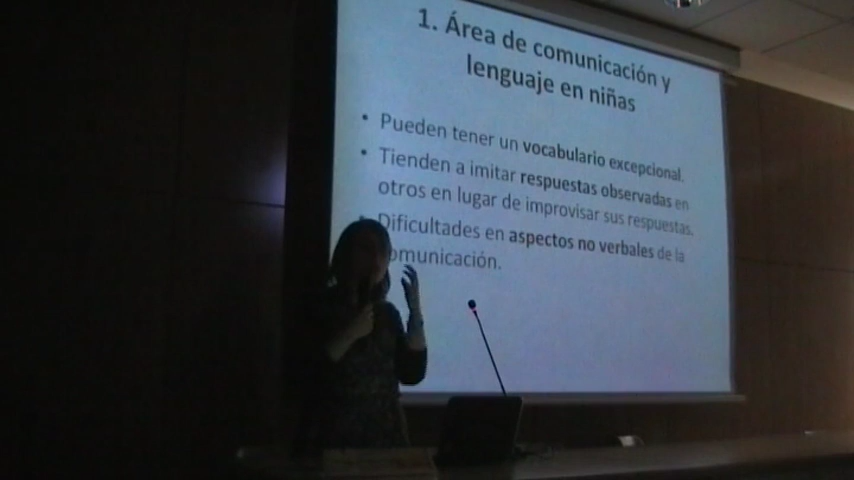 1. Área de comunicación y
lenguaje en niñas
• Pueden tener un vocabulario excepcional.
• Tienden a imitar respuestas observadas en
otros en lugar de improvisar sus respuestas.
Dificultades en aspectos no verbales de la
comunicación.